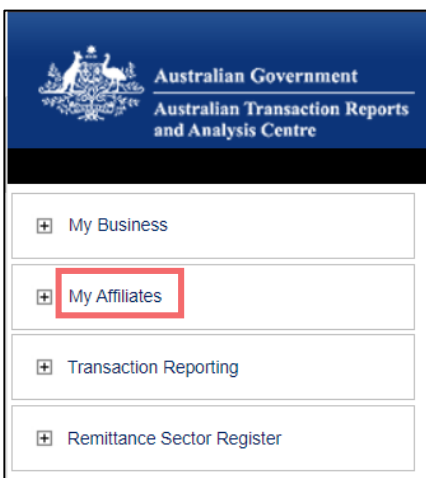 Australian Government
Australian Transaction Reports
and Analysis Centre
My Business
My Affiliates
Transaction Reporting
Remittance Sector Register